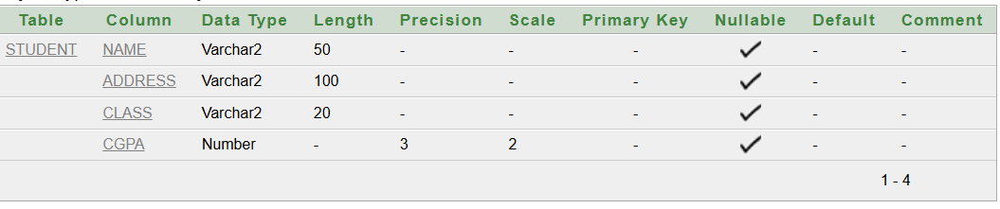 Table Column Data Type Length Precision Scale Primary Key Nullable Default Comment
STUDENT NAME Varchar2 50 - - - - -
ADDRESS Varchar2 100 - - - - -
CLASS Varchar2 20 - - - - -
CGPA Number - 3 2 - - -
1 - 4